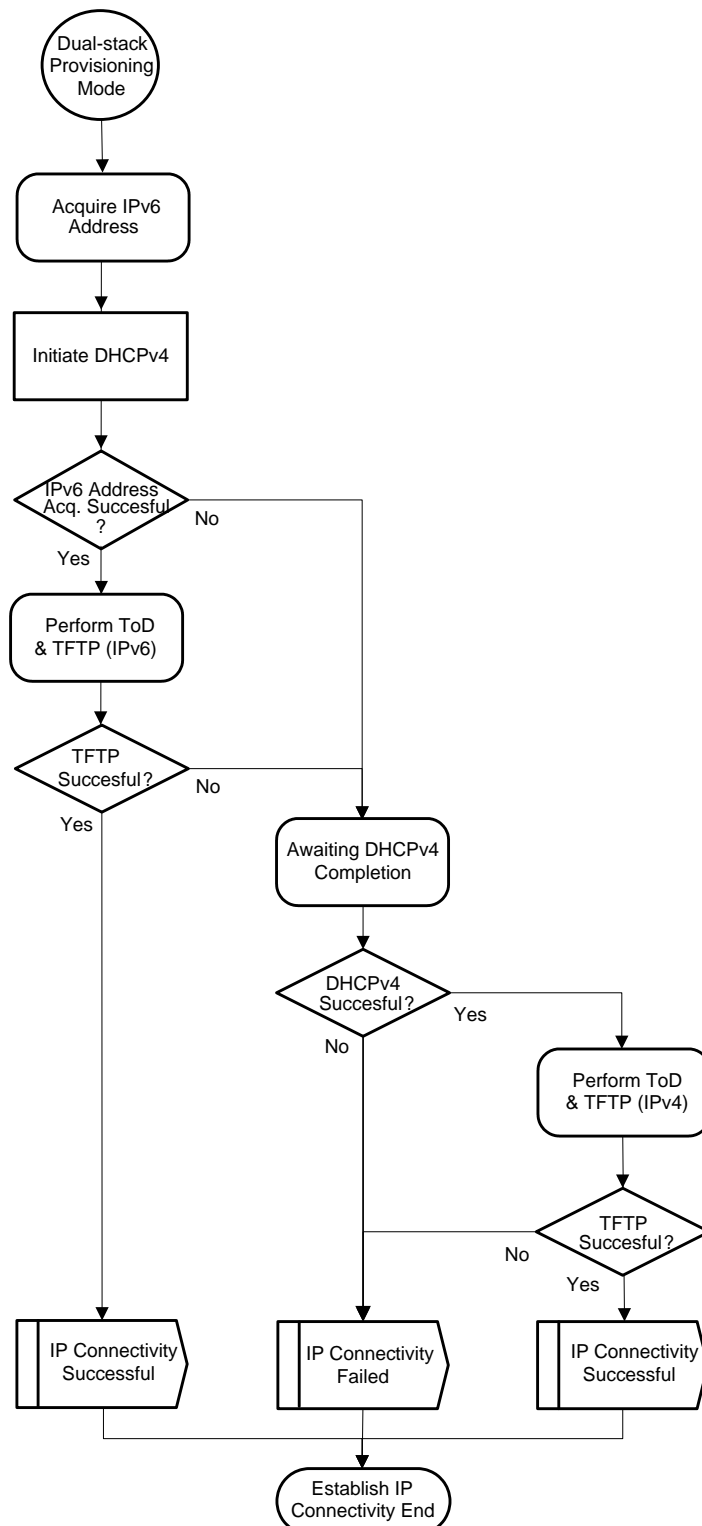 Dual-stack
Provisioning
Mode
Acquire IPv6
Address
Initiate DHCPv4
IPv6 Address
Acq. Succesful
?
No
Yes
Perform ToD
& TFTP (IPv6)
TFTP
Succesful?
No
Yes
Awaiting DHCPv4
Completion
DHCPv4
Succesful?
Yes
No
Perform ToD
& TFTP (IPv4)
TFTP
Succesful?
No
Yes
IP Connectivity
Successful
IP Connectivity
Failed
IP Connectivity
Successful
Establish IP
Connectivity End